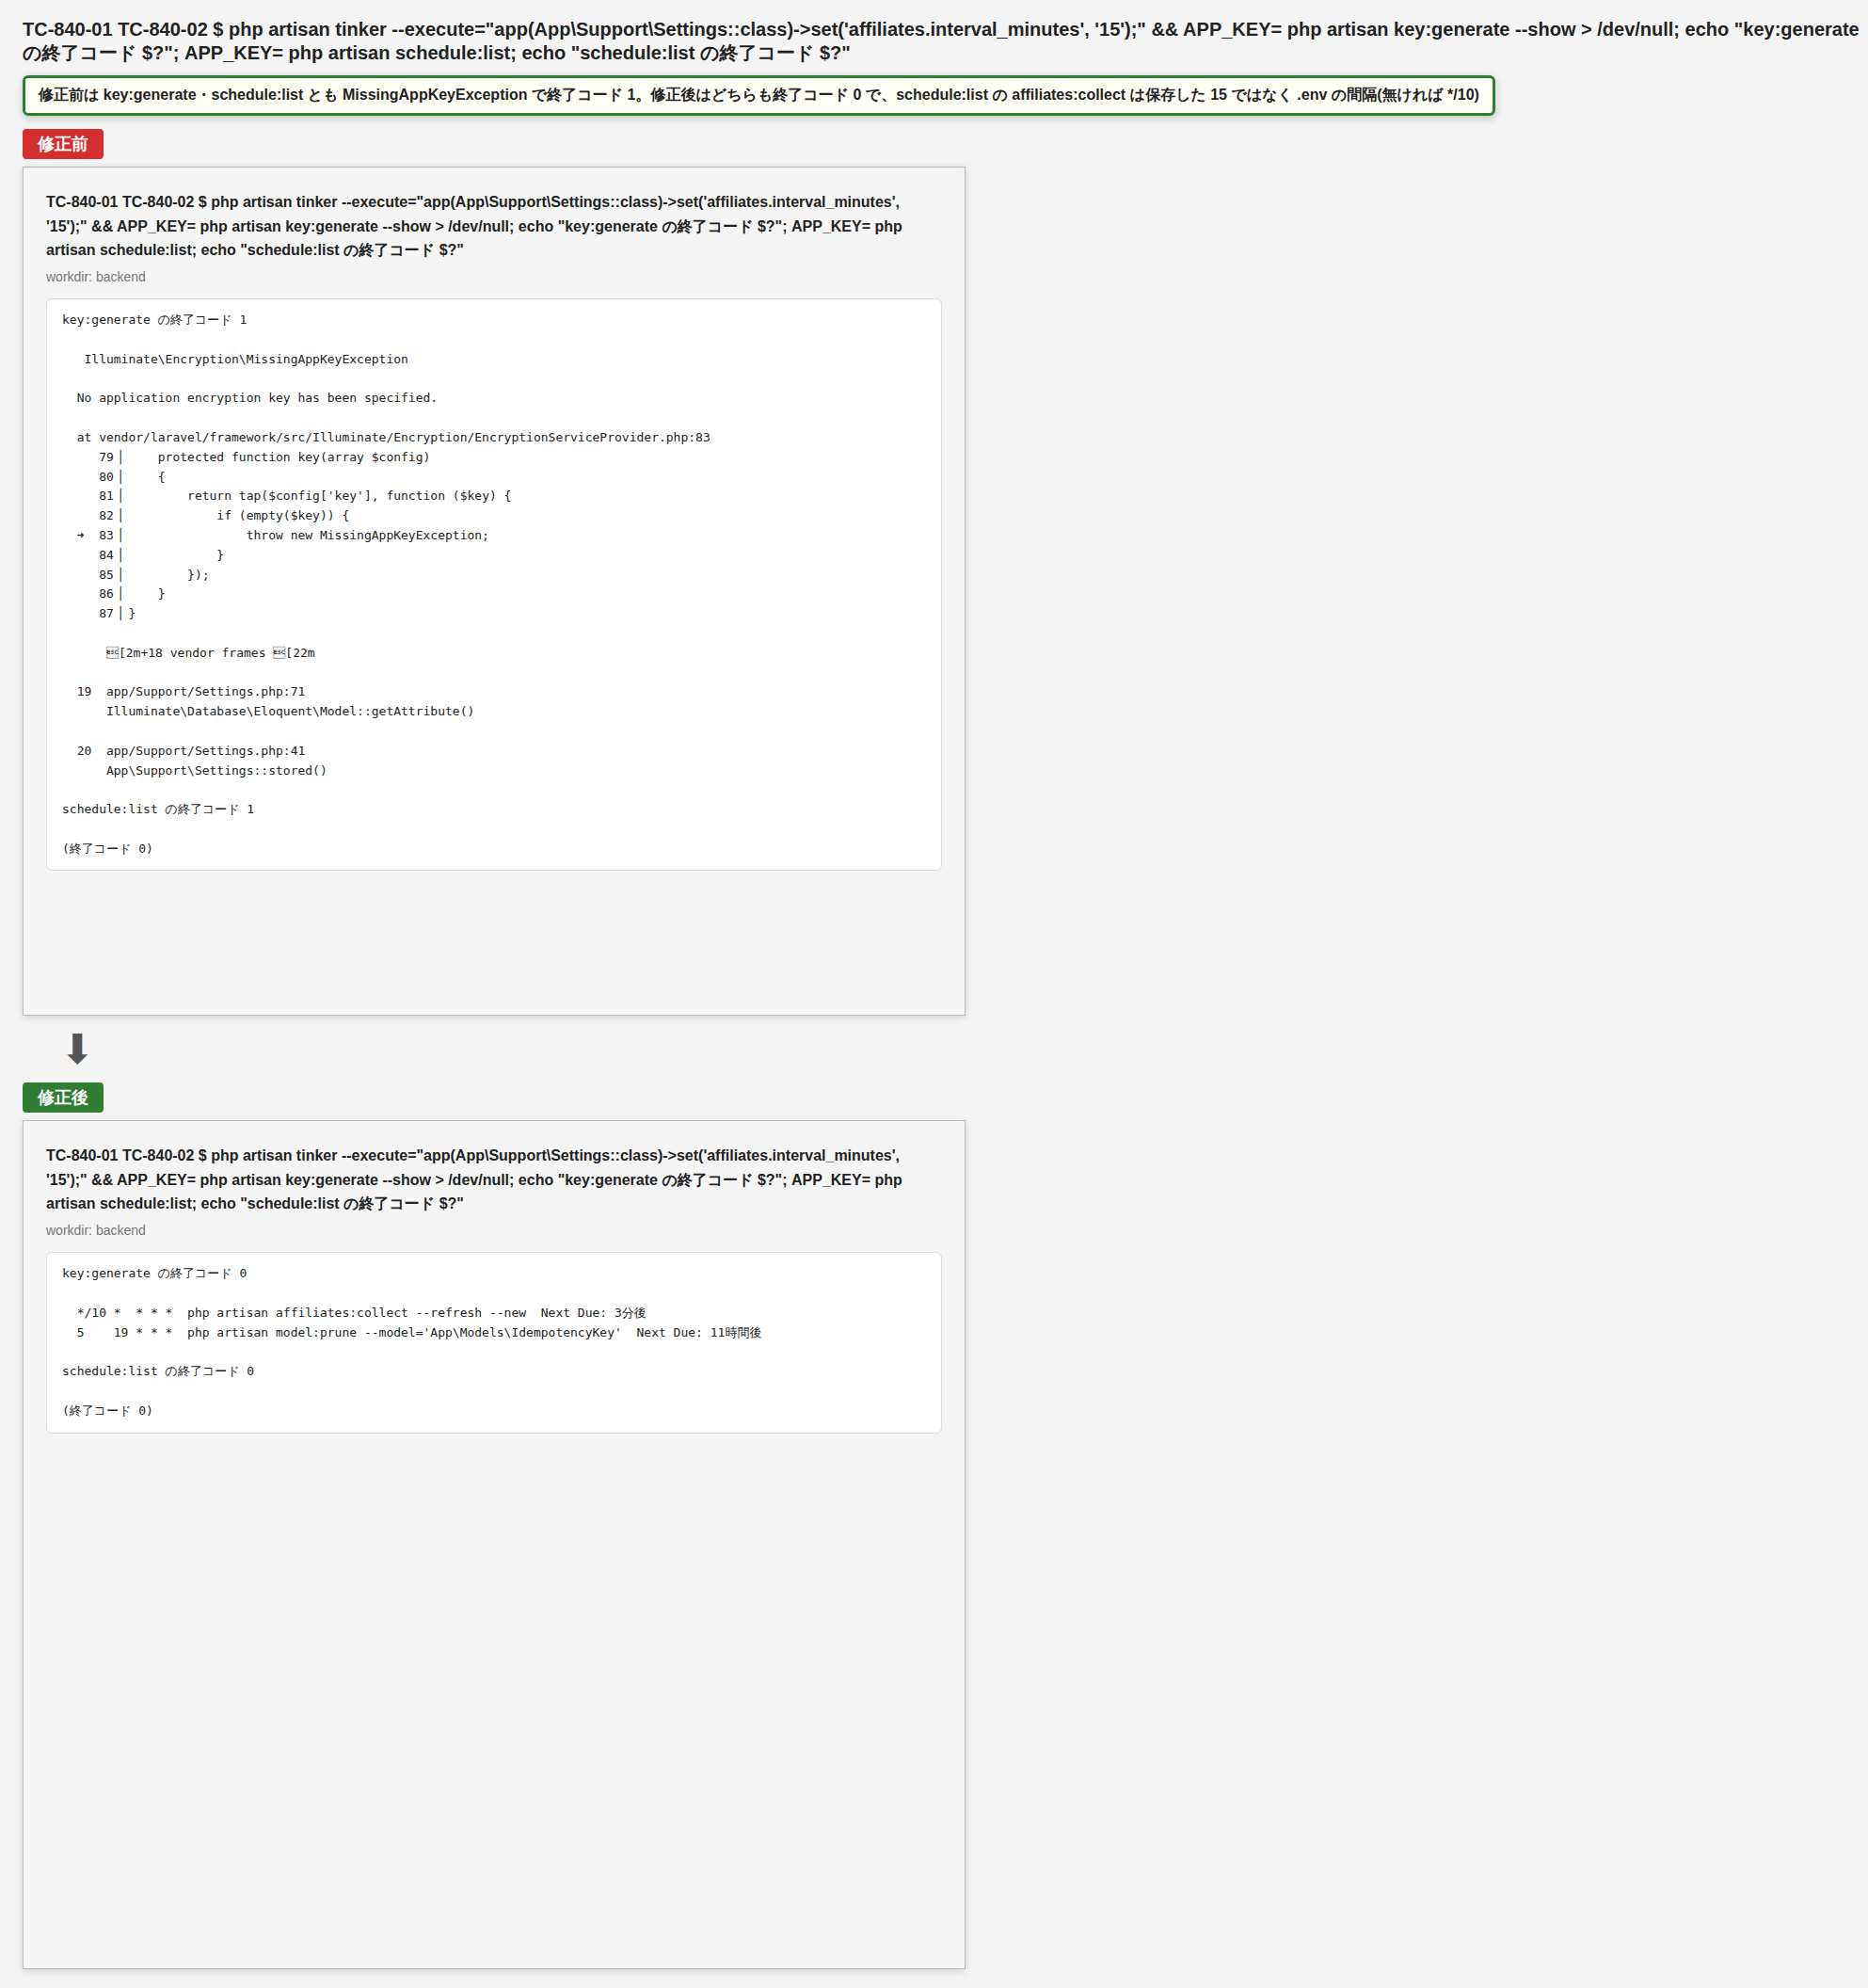 TC-840-01 TC-840-02 $ php artisan tinker --execute="app(App\Support\Settings::class)->set('affiliates.interval_minutes', '15');" && APP_KEY= php artisan key:generate --show > /dev/null; echo "key:generate
の終了コード $?"; APP_KEY= php artisan schedule:list; echo "schedule:list の終了コード $?"
修正前は key:generate・schedule:list とも MissingAppKeyException で終了コード 1。修正後はどちらも終了コード 0 で、schedule:list の affiliates:collect は保存した 15 ではなく .env の間隔(無ければ */10)
修正前
TC-840-01 TC-840-02 $ php artisan tinker --execute="app(App\Support\Settings::class)->set('affiliates.interval_minutes',
'15');" && APP_KEY= php artisan key:generate --show > /dev/null; echo "key:generate の終了コード $?"; APP_KEY= php
artisan schedule:list; echo "schedule:list の終了コード $?"
workdir: backend
key:generate の終了コード 1
Illuminate\Encryption\MissingAppKeyException
No application encryption key has been specified.
at vendor/laravel/framework/src/Illuminate/Encryption/EncryptionServiceProvider.php:83
79▕     protected function key(array $config)
80▕     {
81▕         return tap($config['key'], function ($key) {
82▕             if (empty($key)) {
➜  83▕                 throw new MissingAppKeyException;
84▕             }
85▕         });
86▕     }
87▕ }
[2m+18 vendor frames [22m
19  app/Support/Settings.php:71
Illuminate\Database\Eloquent\Model::getAttribute()
20  app/Support/Settings.php:41
App\Support\Settings::stored()
schedule:list の終了コード 1
(終了コード 0)
⬇
修正後
TC-840-01 TC-840-02 $ php artisan tinker --execute="app(App\Support\Settings::class)->set('affiliates.interval_minutes',
'15');" && APP_KEY= php artisan key:generate --show > /dev/null; echo "key:generate の終了コード $?"; APP_KEY= php
artisan schedule:list; echo "schedule:list の終了コード $?"
workdir: backend
key:generate の終了コード 0
*/10 *  * * *  php artisan affiliates:collect --refresh --new  Next Due: 3分後
5    19 * * *  php artisan model:prune --model='App\Models\IdempotencyKey'  Next Due: 11時間後
schedule:list の終了コード 0
(終了コード 0)